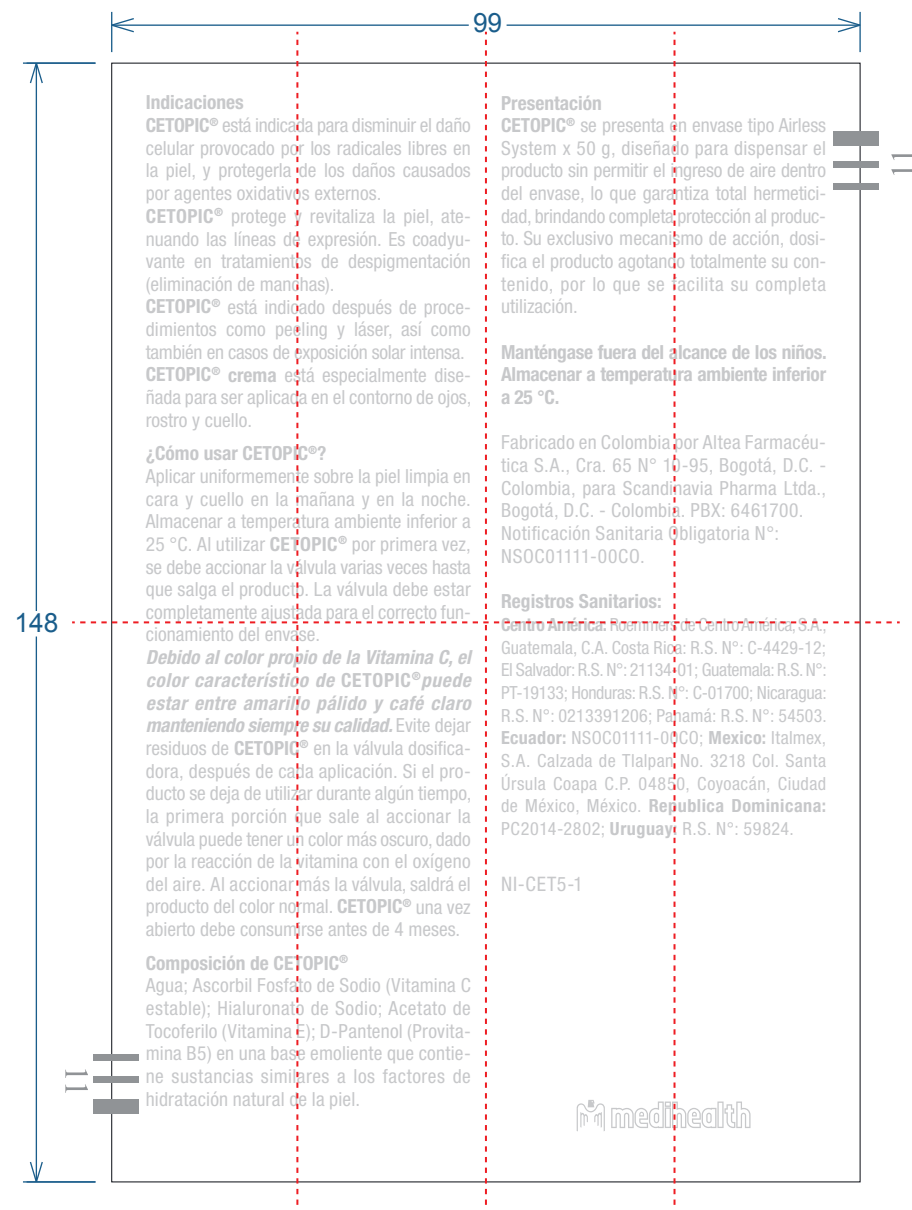 99
148
Indicaciones
CETOPIC® está indicada para disminuir el daño
celular provocado por los radicales libres en
la piel, y protegerla de los daños causados
por agentes oxidativos externos.
CETOPIC® protege y revitaliza la piel, ate-
nuando las líneas de expresión. Es coadyu-
vante en tratamientos de despigmentación
(eliminación de manchas).
CETOPIC® está indicado después de proce-
dimientos como peeling y láser, así como
también en casos de exposición solar intensa.
CETOPIC® crema está especialmente dise-
ñada para ser aplicada en el contorno de ojos,
rostro y cuello.
¿Cómo usar CETOPIC®?
Aplicar uniformemente sobre la piel limpia en
cara y cuello en la mañana y en la noche.
Almacenar a temperatura ambiente inferior a
25 °C. Al utilizar CETOPIC® por primera vez,
se debe accionar la válvula varias veces hasta
que salga el producto. La válvula debe estar
completamente ajustada para el correcto fun-
cionamiento del envase.
Debido al color propio de la Vitamina C, el
color característico de CETOPIC®puede
estar entre amarillo pálido y café claro
manteniendo siempre su calidad. Evite dejar
residuos de CETOPIC® en la válvula dosifica-
dora, después de cada aplicación. Si el pro-
ducto se deja de utilizar durante algún tiempo,
la primera porción que sale al accionar la
válvula puede tener un color más oscuro, dado
por la reacción de la vitamina con el oxígeno
del aire. Al accionar más la válvula, saldrá el
producto del color normal. CETOPIC® una vez
abierto debe consumirse antes de 4 meses.
Composición de CETOPIC®
Agua; Ascorbil Fosfato de Sodio (Vitamina C
estable); Hialuronato de Sodio; Acetato de
Tocoferilo (Vitamina E); D-Pantenol (Provita-
mina B5) en una base emoliente que contie-
ne sustancias similares a los factores de
hidratación natural de la piel.
11
Presentación
CETOPIC® se presenta en envase tipo Airless
System x 50 g, diseñado para dispensar el
producto sin permitir el ingreso de aire dentro
del envase, lo que garantiza total hermetici-
dad, brindando completa protección al produc-
to. Su exclusivo mecanismo de acción, dosi-
fica el producto agotando totalmente su con-
tenido, por lo que se facilita su completa
utilización.
Manténgase fuera del alcance de los niños.
Almacenar a temperatura ambiente inferior
a 25 °C.
Fabricado en Colombia por Altea Farmacéu-
tica S.A., Cra. 65 N° 10-95, Bogotá, D.C. -
Colombia, para Scandinavia Pharma Ltda.,
Bogotá, D.C. - Colombia. PBX: 6461700.
Notificación Sanitaria Obligatoria N°:
NSOC01111-00CO.
Registros Sanitarios:
Centro América: Roemmers de Centro América, S.A.,
Guatemala, C.A. Costa Rica: R.S. N°: C-4429-12;
El Salvador: R.S. N°: 21134-01; Guatemala: R.S. N°:
PT-19133; Honduras: R.S. N°: C-01700; Nicaragua:
R.S. N°: 0213391206; Panamá: R.S. N°: 54503.
Ecuador: NSOC01111-00CO; Mexico: Italmex,
S.A. Calzada de Tlalpan No. 3218 Col. Santa
Úrsula Coapa C.P. 04850, Coyoacán, Ciudad
de México, México. Republica Dominicana:
PC2014-2802; Uruguay: R.S. N°: 59824.
NI-CET5-1
medihealth
11